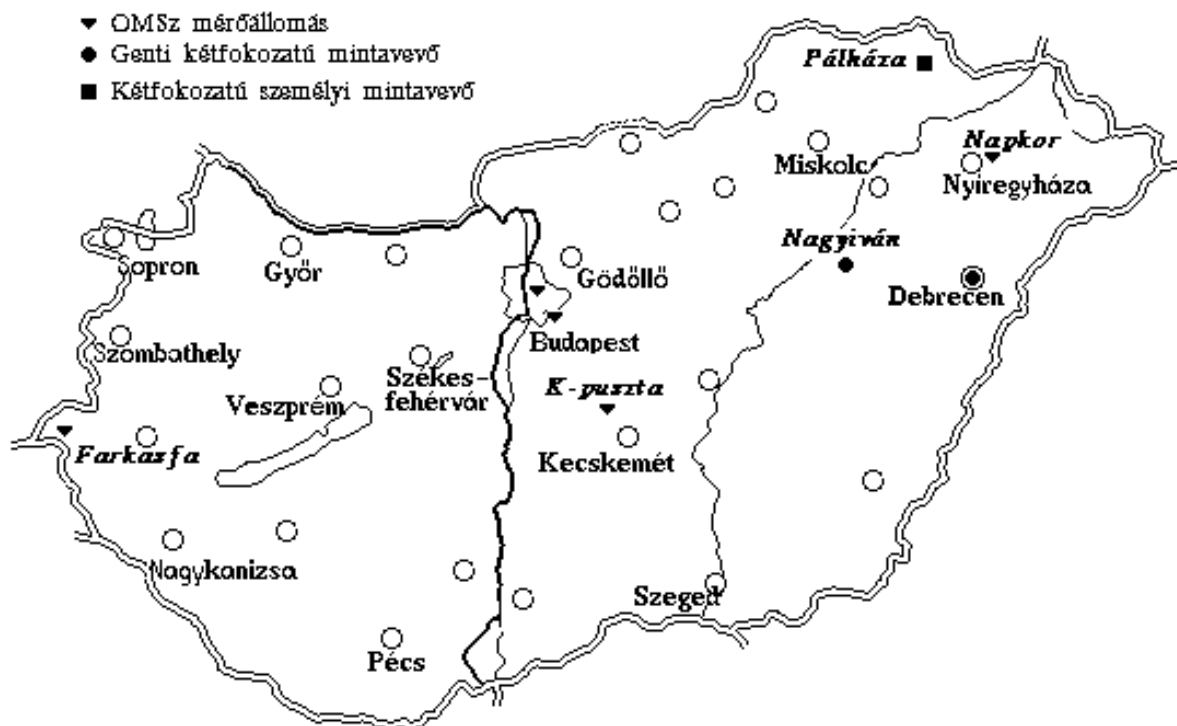 OMSz mérőállomás
Genti kétfokozatú mintavevő
Kétfokozatú személyi mintavevő
Pálháza
Miskolc
Napkor
Nyíregyháza
Nagyiván
Debrecen
Sopron
Győr
Gödöllő
Budapest
Szombathely
Székes-
fehérvár
Veszprém
K-puszta
Farkasfa
Kecskemét
Nagykanizsa
Szeged
Pécs